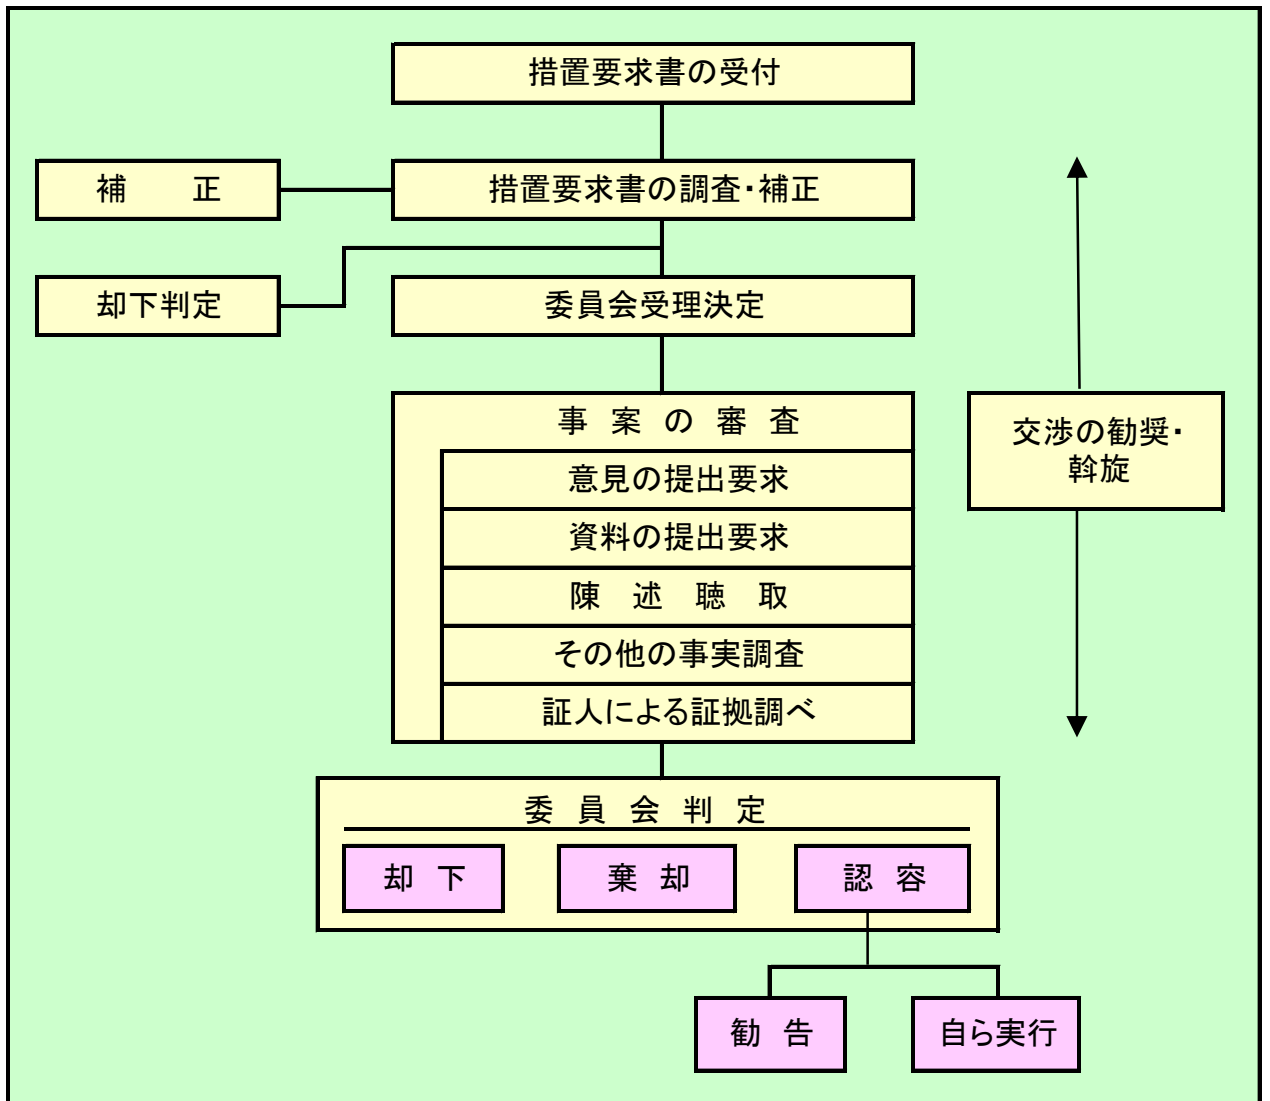 措置要求書の受付
補　　正
措置要求書の調査・補正
却下判定
委員会受理決定
事　案　の　審　査
意見の提出要求
資料の提出要求
陳　述　聴　取
その他の事実調査
証人による証拠調べ
交渉の勧奨・
斡旋
委　員　会　判　定
却　下
棄　却
認　容
勧　告
自ら実行